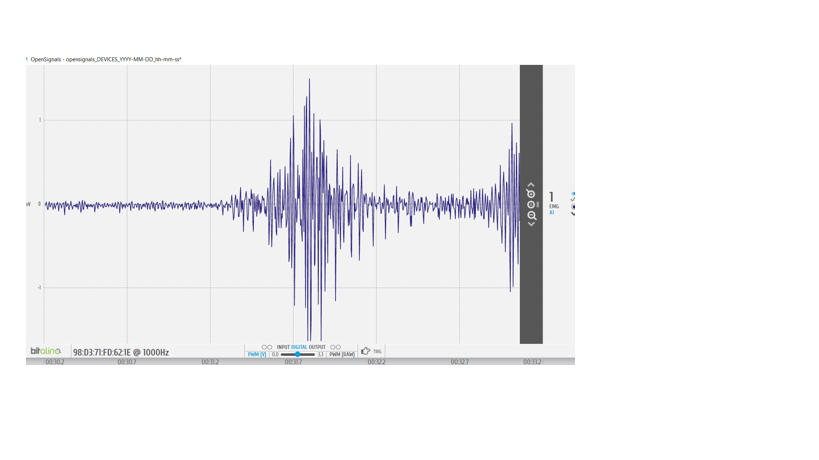 OpenSignals - opensignals_DEVICES_YYYY-MM-DD_hh-mm-ss*
1
0
-1
1
EMG
AI
bitalino
98:D3:71:FD:62:1E @ 1000Hz
INPUT DIGITAL OUTPUT
PWM [V] 0.0 3.3 PWM [RAW]
TRIG
00:30.2 00:30.7 00:31.2 00:31.7 00:32.2 00:32.7 00:33.2